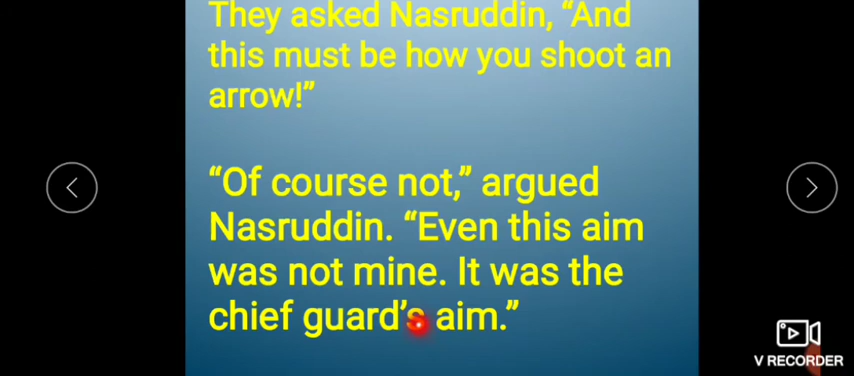 They asked Nasruddin, “And
this must be how you shoot an
arrow!”
“Of course not,” argued
Nasruddin. “Even this aim
was not mine. It was the
chief guard’s aim.”
V RECORDER